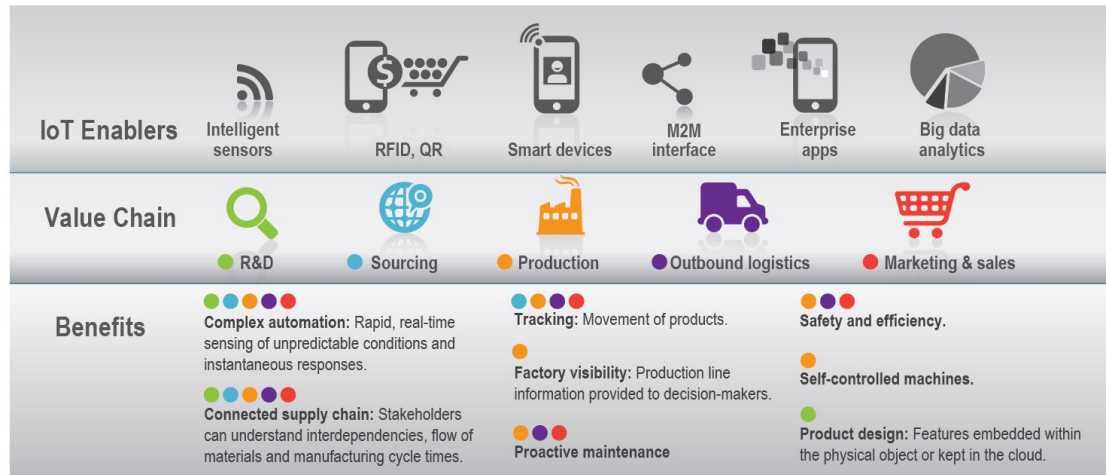 IoT Enablers
Intelligent
sensors
$
RFID, QR
Smart devices
M2M
interface
Enterprise
apps
Big data
analytics
Value Chain
R&D
Sourcing
Production
Outbound logistics
Marketing & sales
Benefits
Complex automation: Rapid, real-time
sensing of unpredictable conditions and
instantaneous responses.
Connected supply chain: Stakeholders
can understand interdependencies, flow of
materials and manufacturing cycle times.
Tracking: Movement of products.
Factory visibility: Production line
information provided to decision-makers.
Proactive maintenance
Safety and efficiency.
Self-controlled machines.
Product design: Features embedded within
the physical object or kept in the cloud.